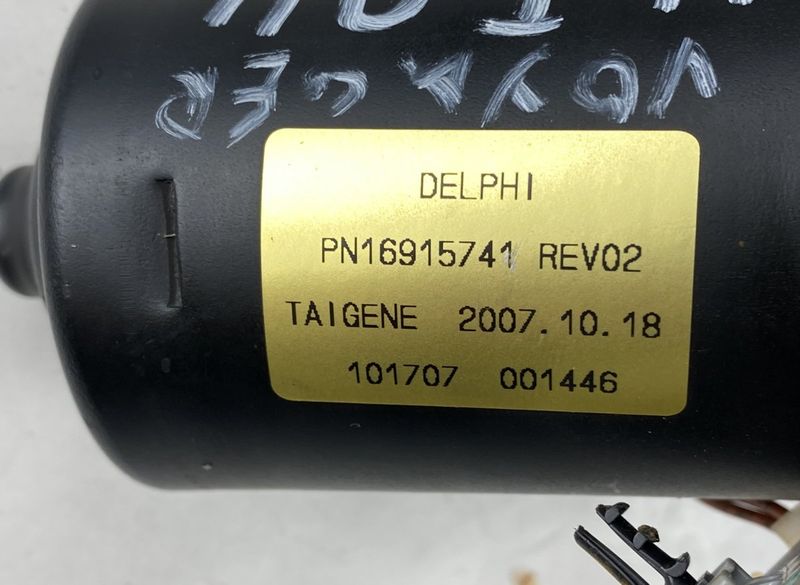 DELPHI
PN16915741 REV02
TAIGENE 2007.10.18
101707 001446